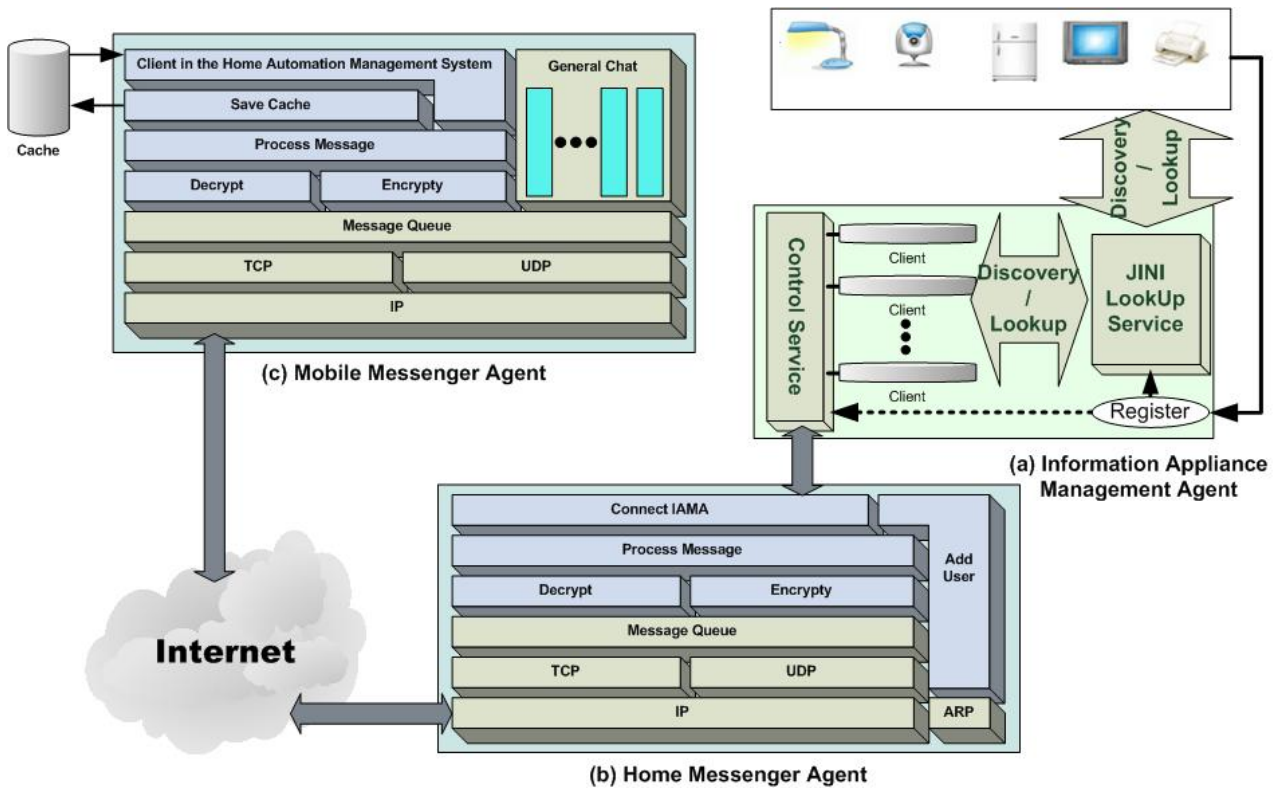 Cache
Client in the Home Automation Management System
Save Cache
Process Message
Decrypt
Encrypty
General Chat
Message Queue
TCP
UDP
IP
(c) Mobile Messenger Agent
Discovery
/
Lookup
Control Service
Client
Client
Client
Discovery
/
Lookup
JINI
LookUp
Service
Register
(a) Information Appliance
Management Agent
Internet
Connect IAMA
Process Message
Decrypt
Encrypty
Add
User
Message Queue
TCP
UDP
IP
ARP
(b) Home Messenger Agent